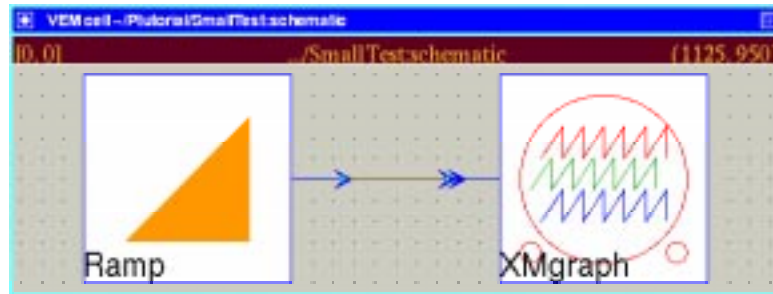 VEM cell - ~/Ptutorial/SmallTest:schematic
[0, 0] .../SmallTest:schematic (1125, 950)
Ramp XMgraph